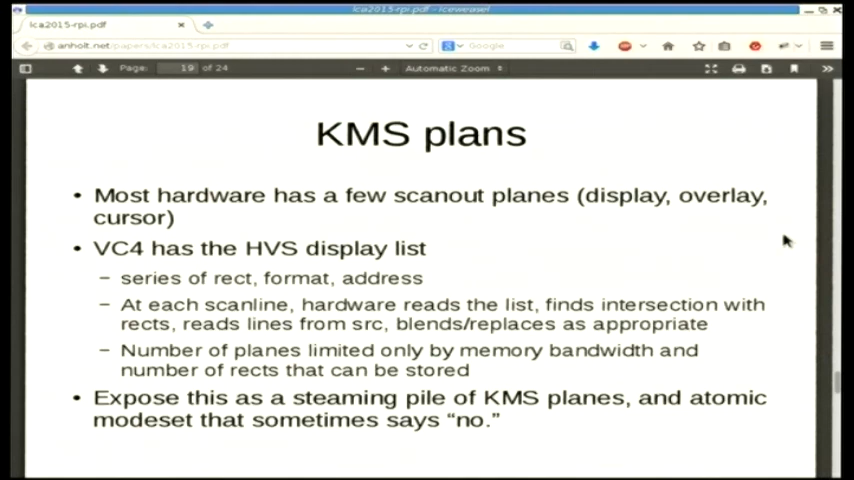 lca2015-rpi.pdf - Iceweasel
lca2015-rpi.pdf
anholt.net/papers/lca2015-rpi.pdf
Google
Page: 19 of 24
Automatic Zoom
KMS plans
• Most hardware has a few scanout planes (display, overlay,
cursor)
• VC4 has the HVS display list
– series of rect, format, address
– At each scanline, hardware reads the list, finds intersection with
rects, reads lines from src, blends/replaces as appropriate
– Number of planes limited only by memory bandwidth and
number of rects that can be stored
• Expose this as a steaming pile of KMS planes, and atomic
modeset that sometimes says “no.”